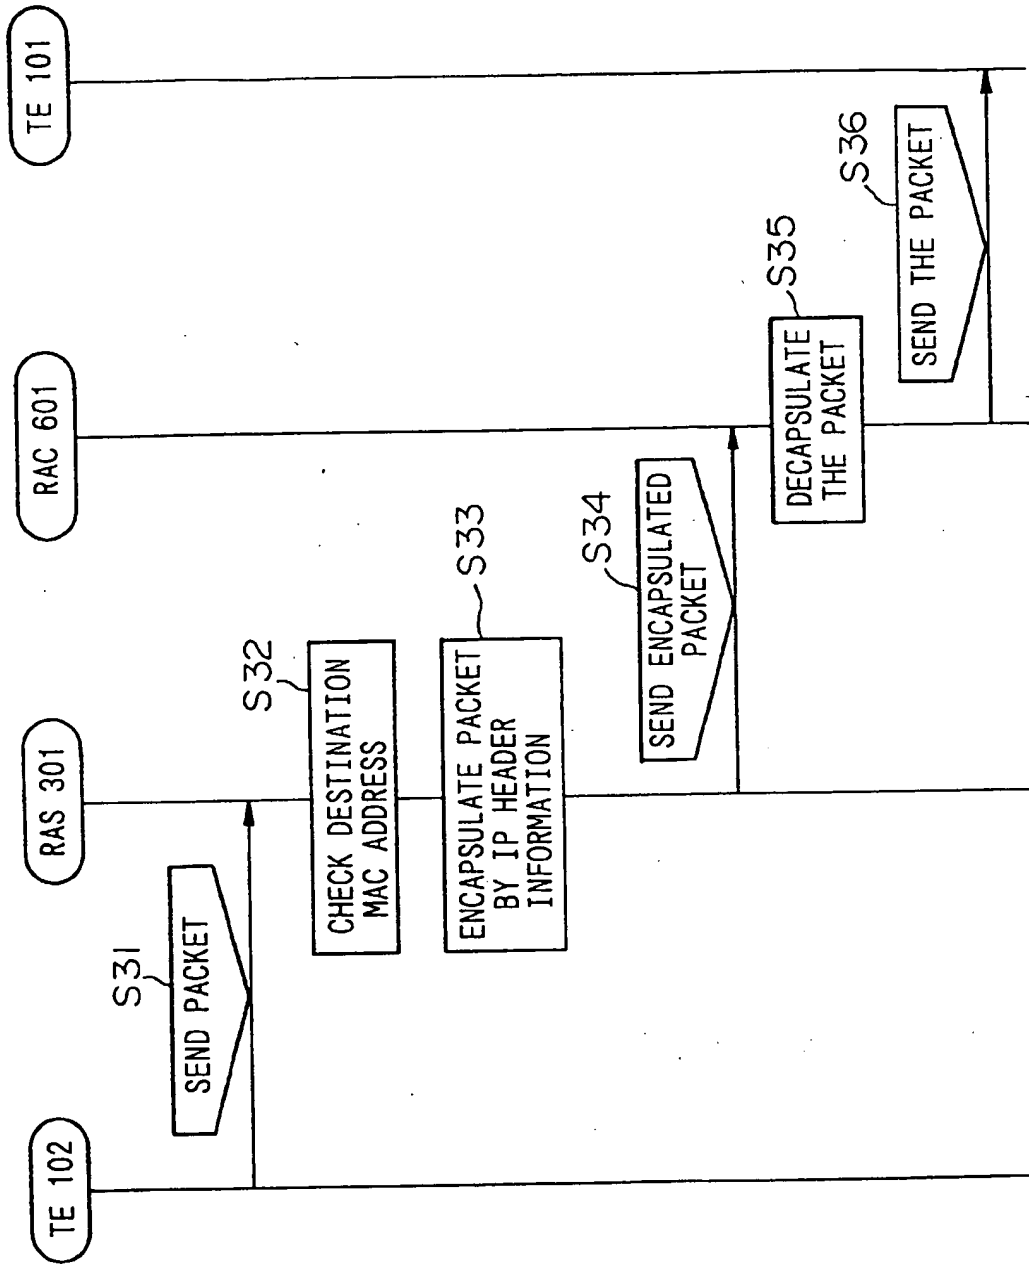 TE 102
RAS 301
RAC 601
TE 101
S31
SEND PACKET
S32
CHECK DESTINATION
MAC ADDRESS
S33
ENCAPSULATE PACKET
BY IP HEADER
INFORMATION
S34
SEND ENCAPSULATED
PACKET
S35
DECAPSULATE
THE PACKET
S36
SEND THE PACKET